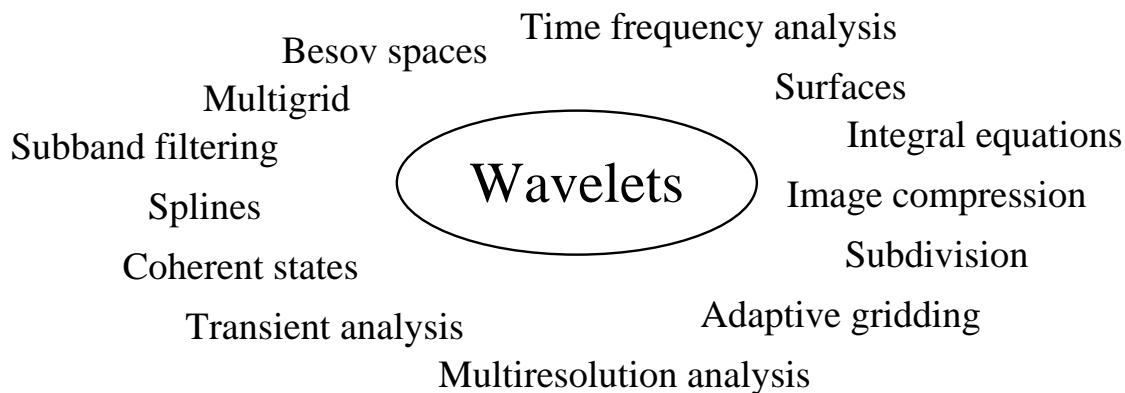 Time frequency analysis
Besov spaces
Surfaces
Multigrid
Integral equations
Subband filtering
Wavelets
Image compression
Splines
Subdivision
Coherent states
Adaptive gridding
Transient analysis
Multiresolution analysis